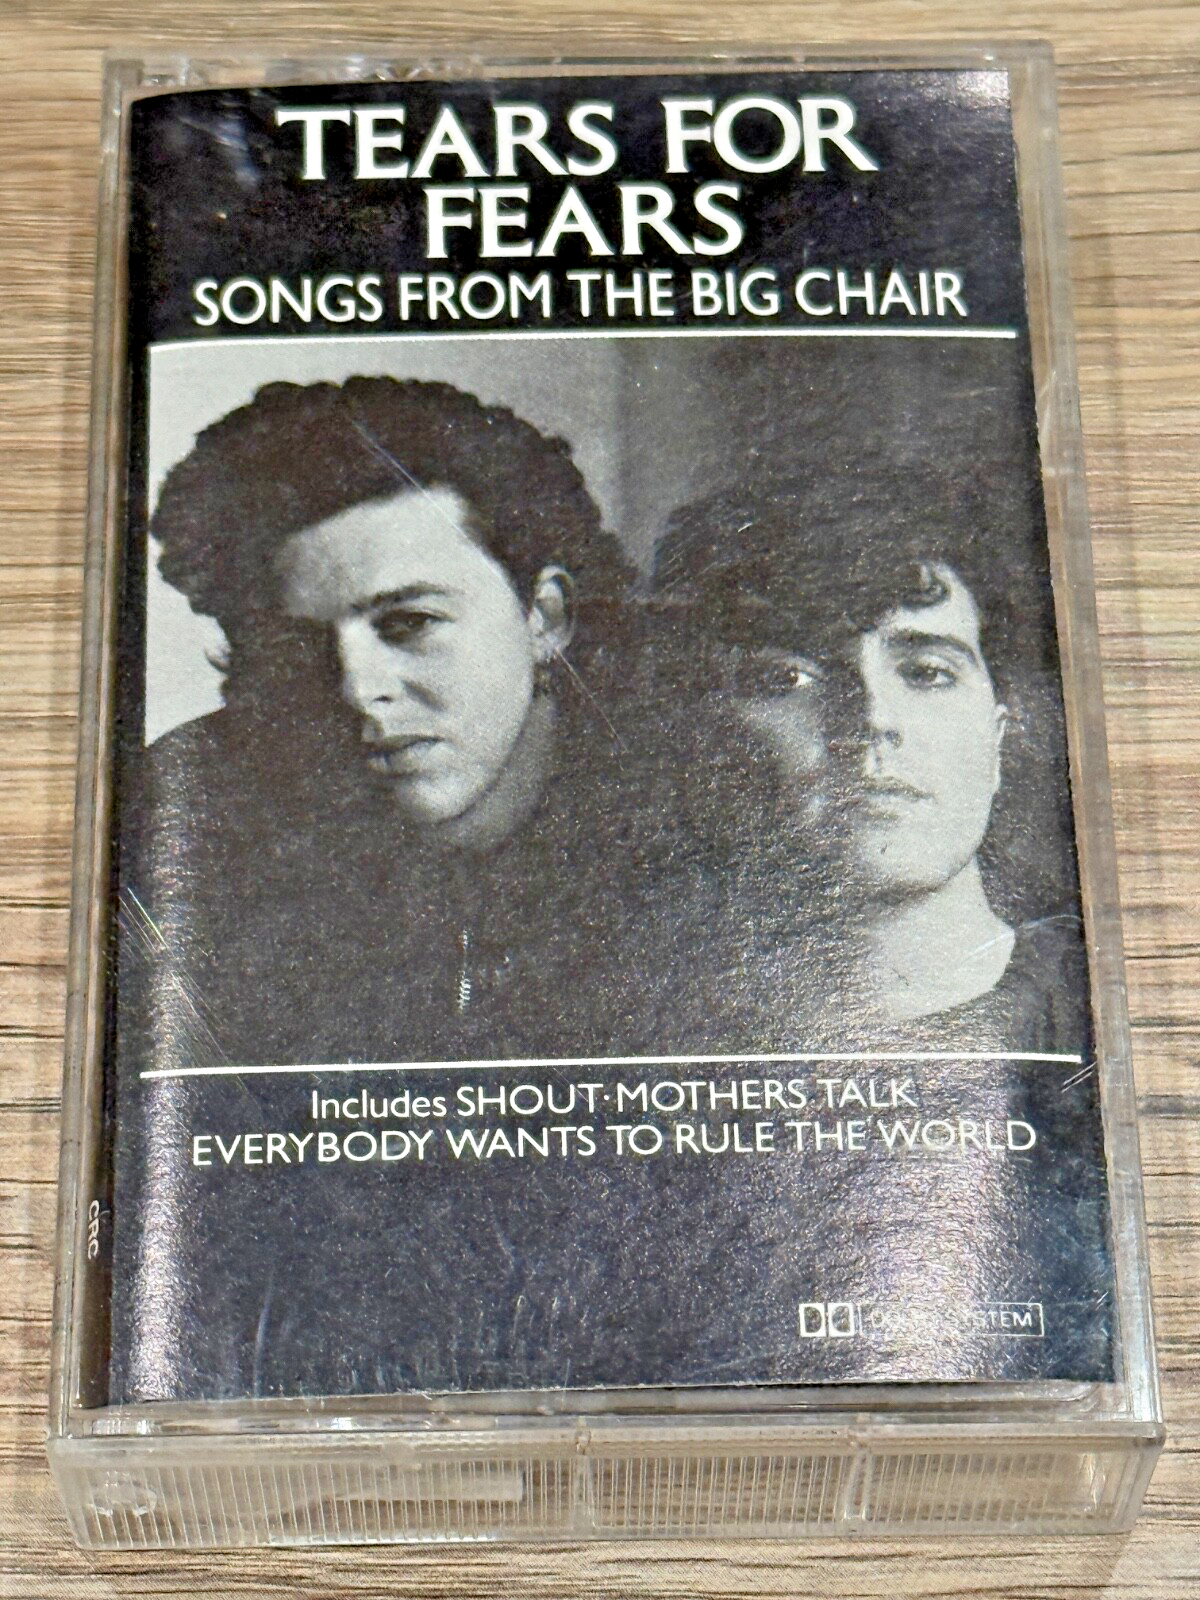 TEARS FOR
FEARS
SONGS FROM THE BIG CHAIR
Includes SHOUT·MOTHERS TALK
EVERYBODY WANTS TO RULE THE WORLD
CRC
SYSTEM